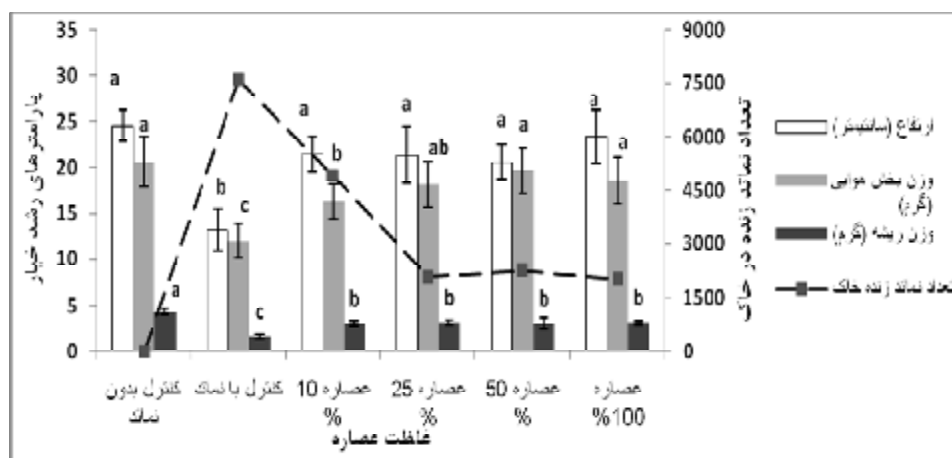 35
30
25
20
15
10
5
0
پارامترهای رشد خیار
9000
7500
6000
4500
3000
1500
0
تعداد نماتد زنده در خاک
a
a
a
b
c
c
a
b
b
a
ab
b
a
a
b
a
a
b
کنترل بدون
نماتد
کنترل با نماتد
عصاره 10
%
عصاره 25
%
عصاره 50
%
عصاره
%100
غلظت عصاره
ارتفاع (سانتیمتر)
وزن بخش هوایی
(گرم)
وزن ریشه (گرم)
تعداد نماتد زنده خاک